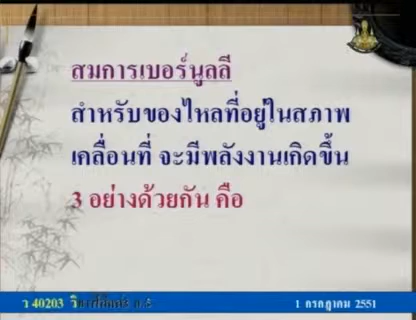 สมการเบอร์นูลลี
สำหรับของไหลที่อยู่ในสภาพ
เคลื่อนที่ จะมีพลังงานเกิดขึ้น
3 อย่างด้วยกัน คือ
ว 40203
1 กรกฎาคม 2551